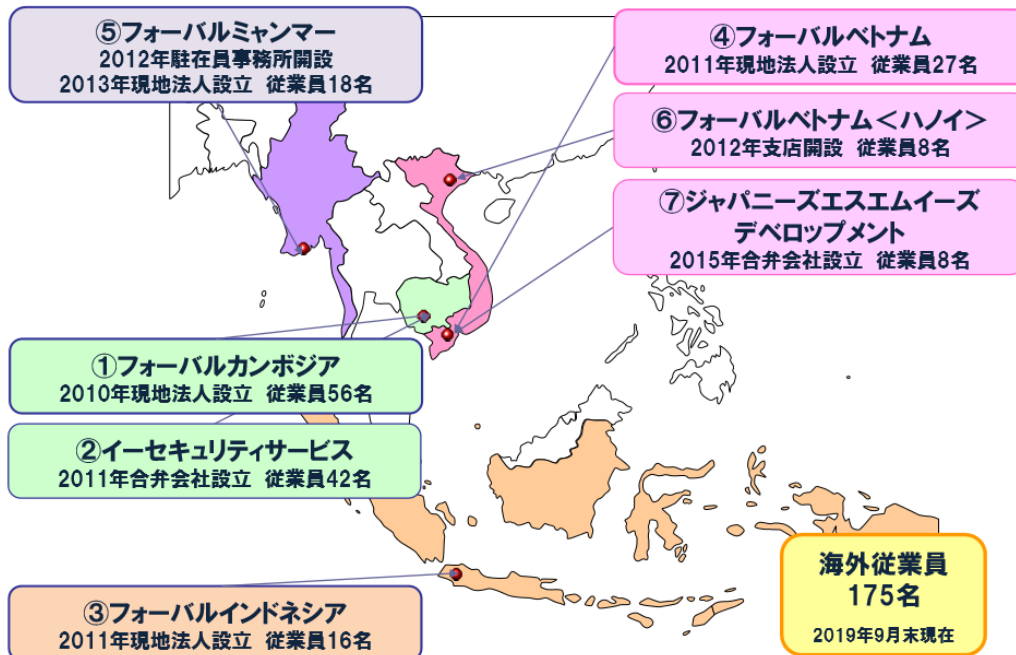 ⑤フォーバルミャンマー
2012年駐在員事務所開設
2013年現地法人設立 従業員18名
④フォーバルベトナム
2011年現地法人設立 従業員27名
⑥フォーバルベトナム＜ハノイ＞
2012年支店開設 従業員8名
⑦ジャパニーズエスエムイーズ
デベロップメント
2015年合弁会社設立 従業員8名
①フォーバルカンボジア
2010年現地法人設立 従業員56名
②イーセキュリティサービス
2011年合弁会社設立 従業員42名
③フォーバルインドネシア
2011年現地法人設立 従業員16名
海外従業員
175名
2019年9月末現在